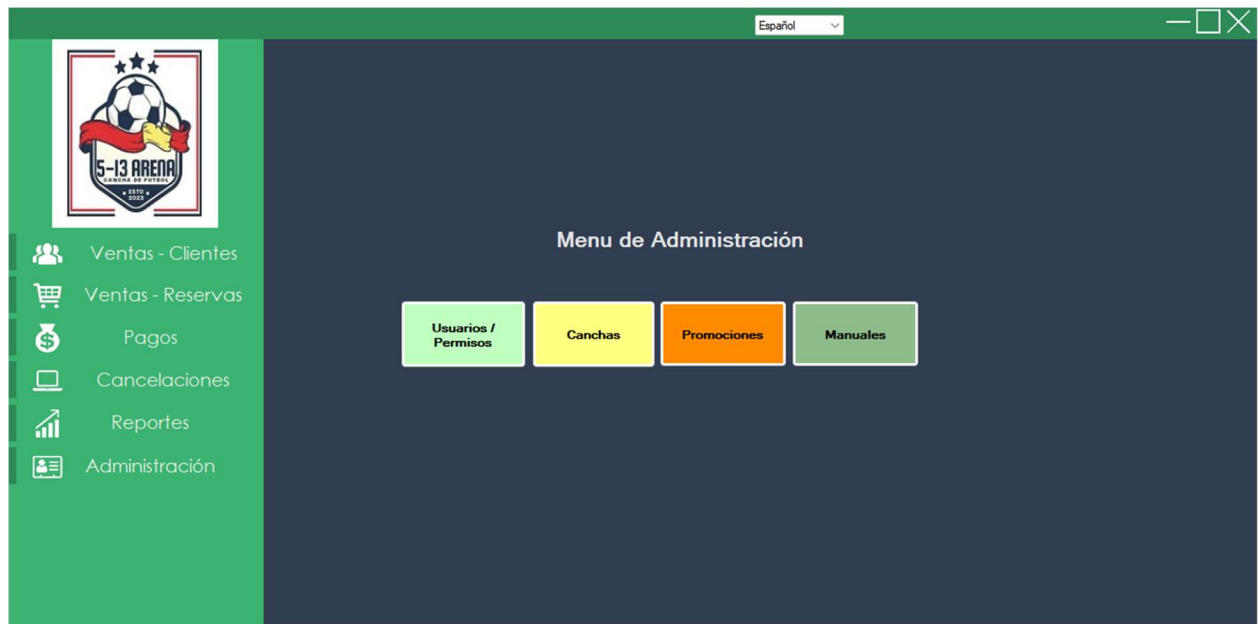 Español
5-13 ARENA
CANCHA DE FUTBOL
ESTD
2023
Ventas - Clientes
Ventas - Reservas
Pagos
Cancelaciones
Reportes
Administración
Menu de Administración
Usuarios /
Permisos
Canchas
Promociones
Manuales